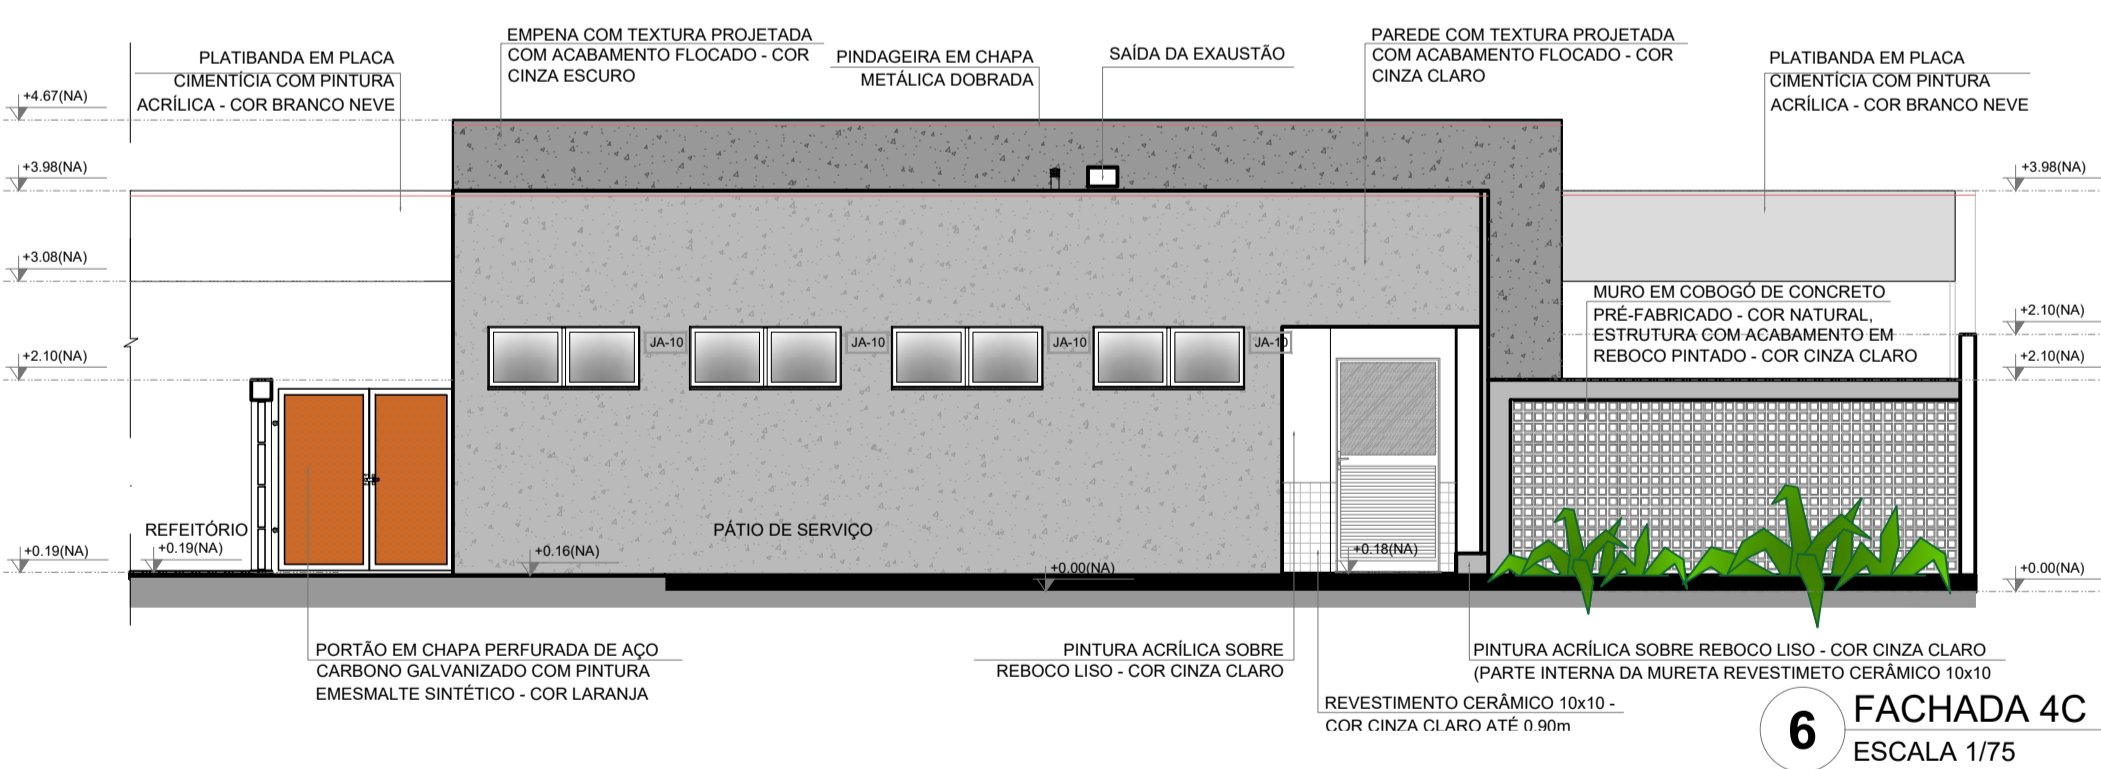 EMPENA COM TEXTURA PROJETADA
COM ACABAMENTO FLOCADO - COR
CINZA ESCURO
PLATIBANDA EM PLACA
CIMENTÍCIA COM PINTURA
ACRÍLICA - COR BRANCO NEVE
PINDAGEIRA EM CHAPA
METÁLICA DOBRADA
SAÍDA DA EXAUSTÃO
PAREDE COM TEXTURA PROJETADA
COM ACABAMENTO FLOCADO - COR
CINZA CLARO
PLATIBANDA EM PLACA
CIMENTÍCIA COM PINTURA
ACRÍLICA - COR BRANCO NEVE
+4.67(NA)
+3.98(NA)
+3.08(NA)
+2.10(NA)
+0.19(NA)
+3.98(NA)
+2.10(NA)
+2.10(NA)
+0.00(NA)
MURO EM COBOGÓ DE CONCRETO
PRÉ-FABRICADO - COR NATURAL,
ESTRUTURA COM ACABAMENTO EM
REBOCO PINTADO - COR CINZA CLARO
JA-10
JA-10
JA-10
JA-10
REFEITÓRIO
+0.19(NA)
PÁTIO DE SERVIÇO
+0.16(NA)
+0.00(NA)
+0.18(NA)
PORTÃO EM CHAPA PERFURADA DE AÇO
CARBONO GALVANIZADO COM PINTURA
EMESMALTE SINTÉTICO - COR LARANJA
PINTURA ACRÍLICA SOBRE
REBOCO LISO - COR CINZA CLARO
REVESTIMENTO CERÂMICO 10x10 -
COR CINZA CLARO ATÉ 0.90m
PINTURA ACRÍLICA SOBRE REBOCO LISO - COR CINZA CLARO
(PARTE INTERNA DA MURETA REVESTIMETO CERÂMICO 10x10
6
FACHADA 4C
ESCALA 1/75